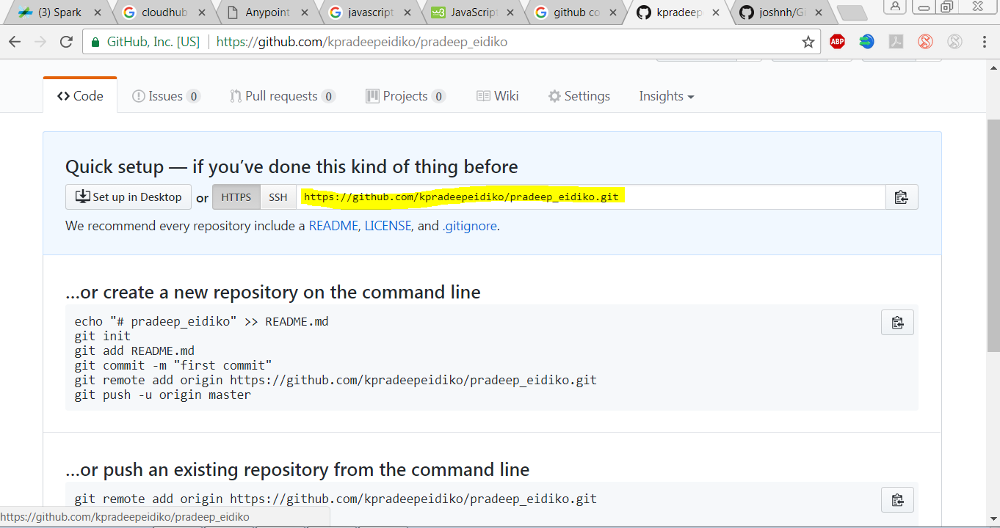 (3) Spark
cloudhub
Anypoint
javascript
JavaScript
github co
kpradeep
joshnh/Gi
GitHub, Inc. [US]
https://github.com/kpradeepeidiko/pradeep_eidiko
ABP
Code
Issues 0
Pull requests 0
Projects 0
Wiki
Settings
Insights
Quick setup — if you’ve done this kind of thing before
Set up in Desktop or HTTPS SSH https://github.com/kpradeepeidiko/pradeep_eidiko.git
We recommend every repository include a README, LICENSE, and .gitignore.
…or create a new repository on the command line
echo "# pradeep_eidiko" >> README.md
git init
git add README.md
git commit -m "first commit"
git remote add origin https://github.com/kpradeepeidiko/pradeep_eidiko.git
git push -u origin master
…or push an existing repository from the command line
git remote add origin https://github.com/kpradeepeidiko/pradeep_eidiko.git
https://github.com/kpradeepeidiko/pradeep_eidiko